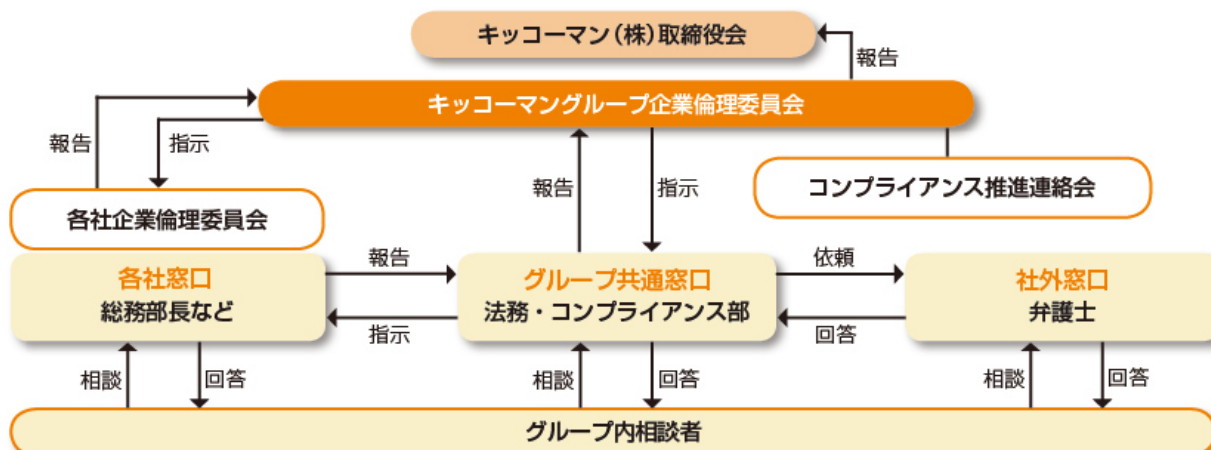 キッコーマン（株）取締役会
報告
キッコーマングループ企業倫理委員会
報告
指示
報告
指示
コンプライアンス推進連絡会
各社企業倫理委員会
各社窓口
総務部長など
報告
指示
グループ共通窓口
法務・コンプライアンス部
依頼
回答
社外窓口
弁護士
相談
回答
相談
回答
相談
回答
グループ内相談者